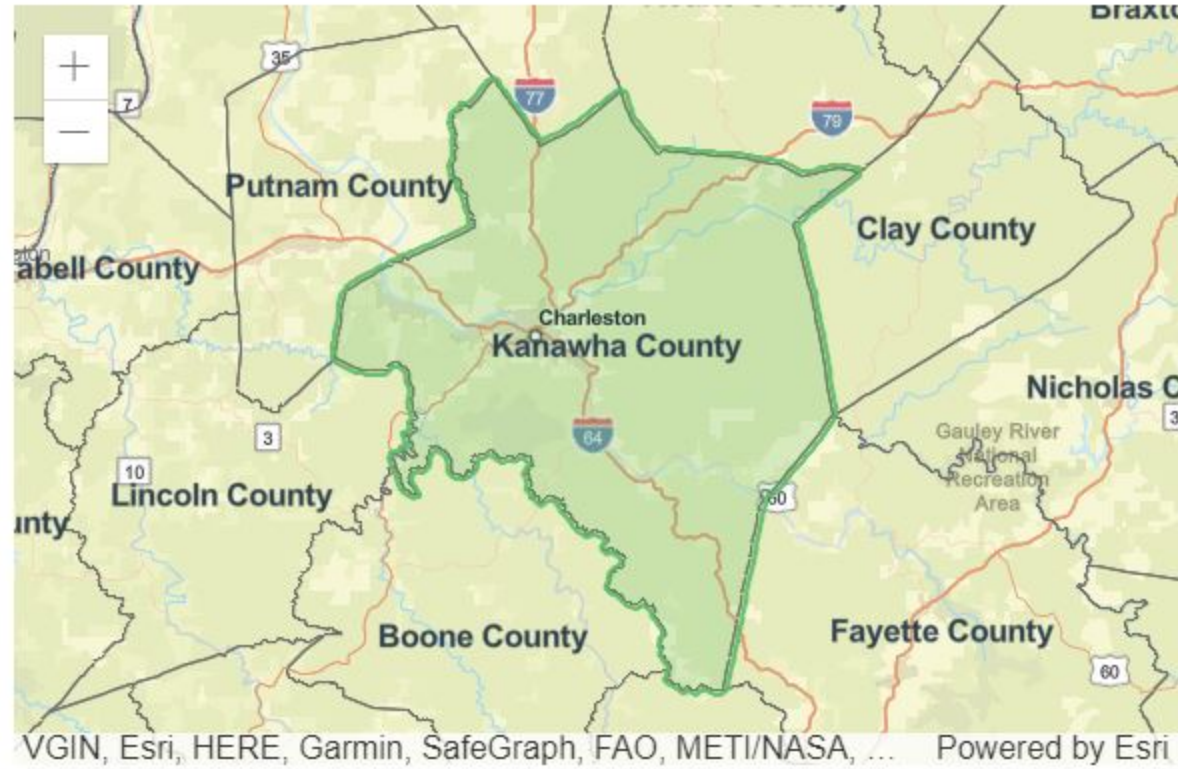 Braxto
+
35
77
7
−
79
Putnam County
Clay County
abell County
Charleston
Kanawha County
Nicholas C
3
Gauley River
National
Recreation
Area
3
64
10
Lincoln County
60
unty
Boone County
Fayette County
60
VGIN, Esri, HERE, Garmin, SafeGraph, FAO, METI/NASA, ... Powered by Esri